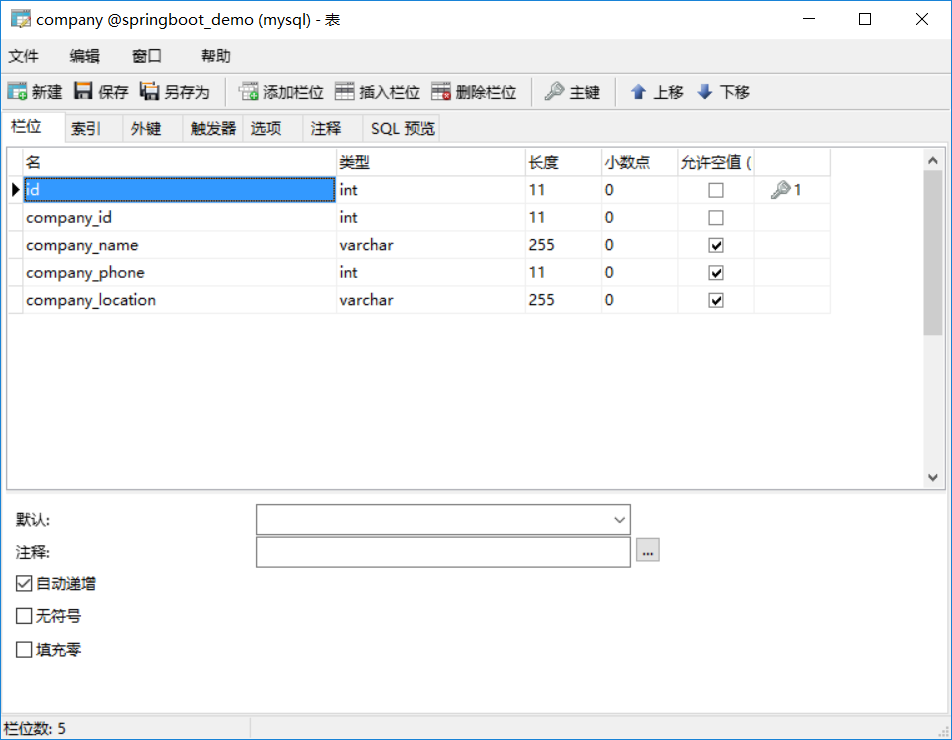 company @springboot_demo (mysql) - 表
文件 编辑 窗口 帮助
新建 保存 另存为 添加栏位 插入栏位 删除栏位 主键 上移 下移
栏位 索引 外键 触发器 选项 注释 SQL 预览
名 类型 长度 小数点 允许空值 (
id int 11 0 1
company_id int 11 0
company_name varchar 255 0
company_phone int 11 0
company_location varchar 255 0
默认:
注释: ...
自动递增
无符号
填充零
栏位数: 5